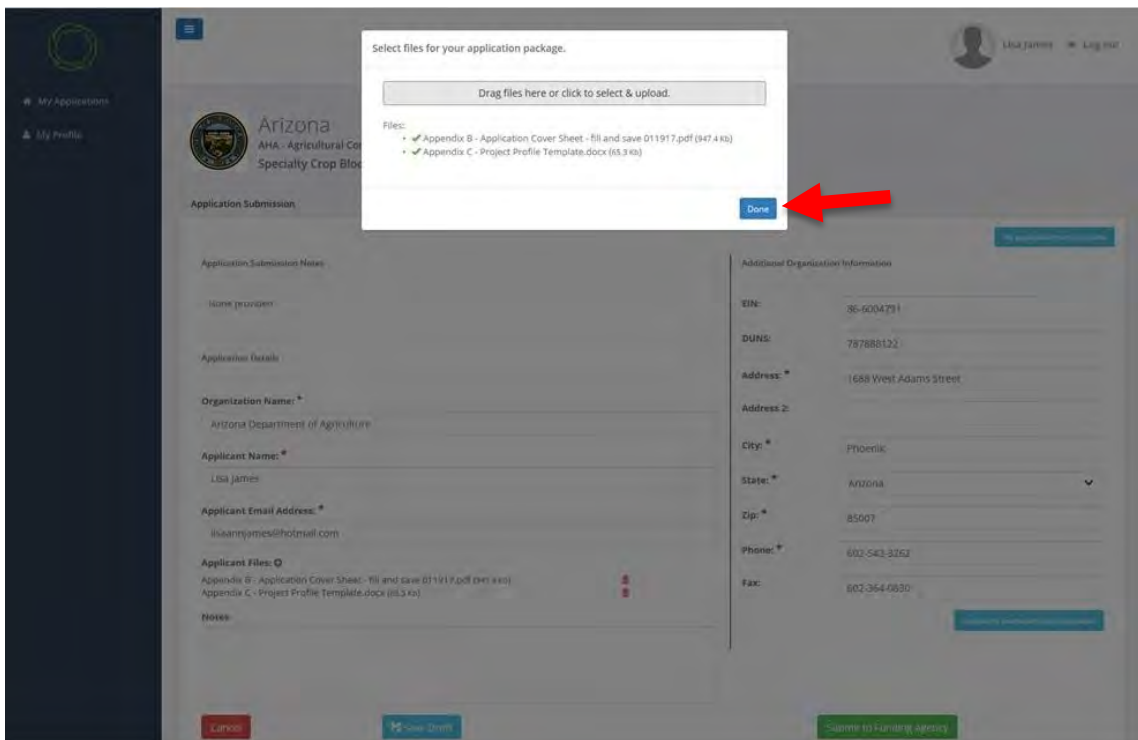 Select files for your application package.
Drag files here or click to select & upload.
Files:
Appendix B - Application Cover Sheet - fill and save 011917.pdf (947.4 Kb)
Appendix C - Project Profile Template.docx (65.3 Kb)
Done
Lisa James Log out
My Applications
My Profile
Arizona
AHA - Agricultural Co
Specialty Crop Bloc
Application Submission
Application Submission Notes
None provided
Application Details
Organization Name: *
Arizona Department of Agriculture
Applicant Name: *
Lisa James
Applicant Email Address: *
lisaannjames@hotmail.com
Applicant Files:
Appendix B - Application Cover Sheet - fill and save 011917.pdf (947.4 Kb)
Appendix C - Project Profile Template.docx (65.3 Kb)
Notes
Additional Organization Information
EIN:
86-6004791
DUNS:
787888122
Address: *
1688 West Adams Street
Address 2:
City: *
Phoenix
State: *
Arizona
Zip: *
85007
Phone: *
602-542-3262
Fax:
602-364-0830
Cancel
Save Draft
Submit to Funding Agency